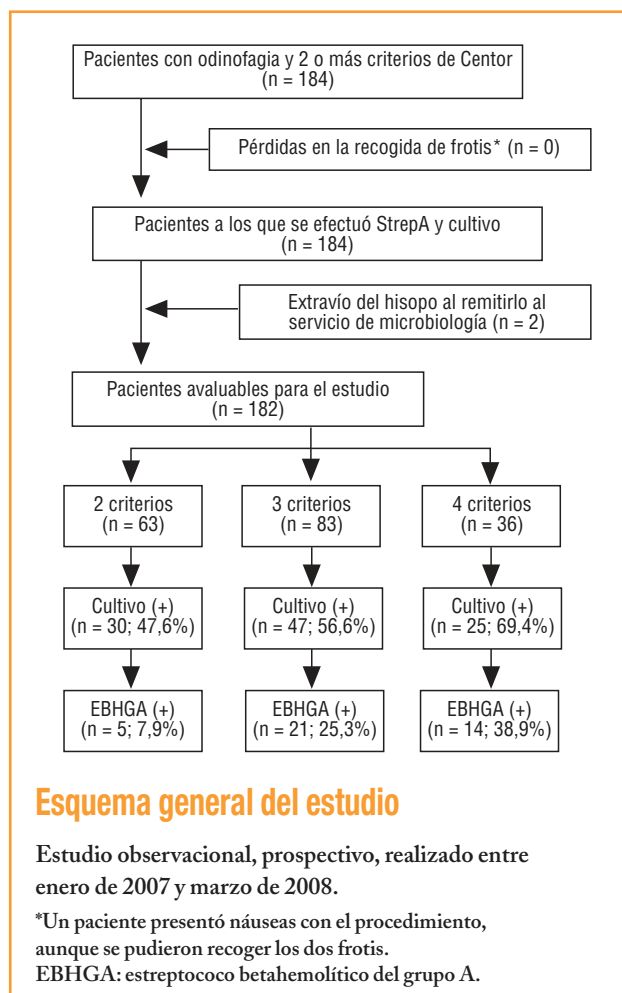 Pacientes con odinofagia y 2 o más criterios de Centor
(n = 184)
Pérdidas en la recogida de frotis* (n = 0)
Pacientes a los que se efectuó StrepA y cultivo
(n = 184)
Extravío del hisopo al remitirlo al
servicio de microbiología (n = 2)
Pacientes avaluables para el estudio
(n = 182)
2 criterios
(n = 63)
3 criterios
(n = 83)
4 criterios
(n = 36)
Cultivo (+)
(n = 30; 47,6%)
Cultivo (+)
(n = 47; 56,6%)
Cultivo (+)
(n = 25; 69,4%)
EBHGA (+)
(n = 5; 7,9%)
EBHGA (+)
(n = 21; 25,3%)
EBHGA (+)
(n = 14; 38,9%)
Esquema general del estudio
Estudio observacional, prospectivo, realizado entre
enero de 2007 y marzo de 2008.
*Un paciente presentó náuseas con el procedimiento,
aunque se pudieron recoger los dos frotis.
EBHGA: estreptococo betahemolítico del grupo A.